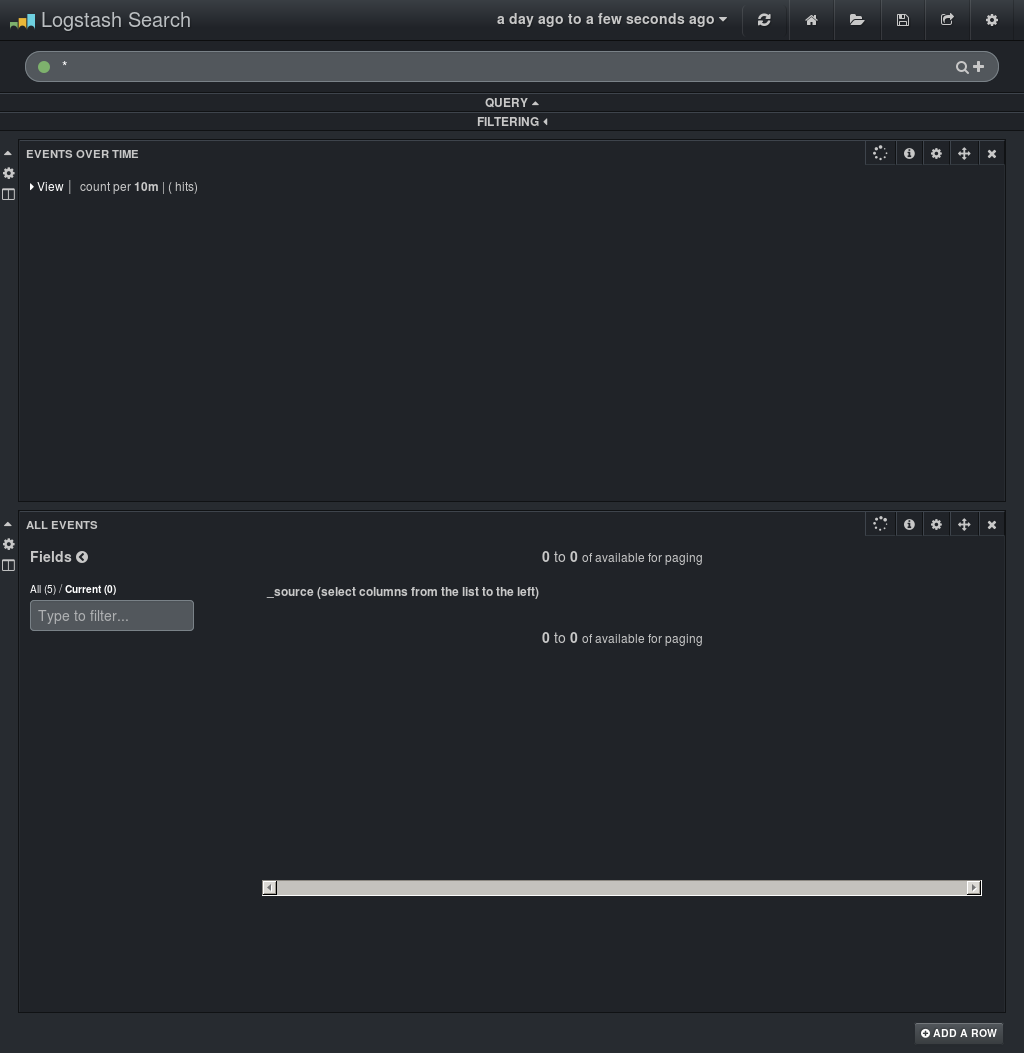 Logstash Search
a day ago to a few seconds ago
*
QUERY
FILTERING
EVENTS OVER TIME
View | count per 10m | ( hits)
ALL EVENTS
Fields
0 to 0 of available for paging
All (5) / Current (0)
_source (select columns from the list to the left)
Type to filter...
0 to 0 of available for paging
ADD A ROW